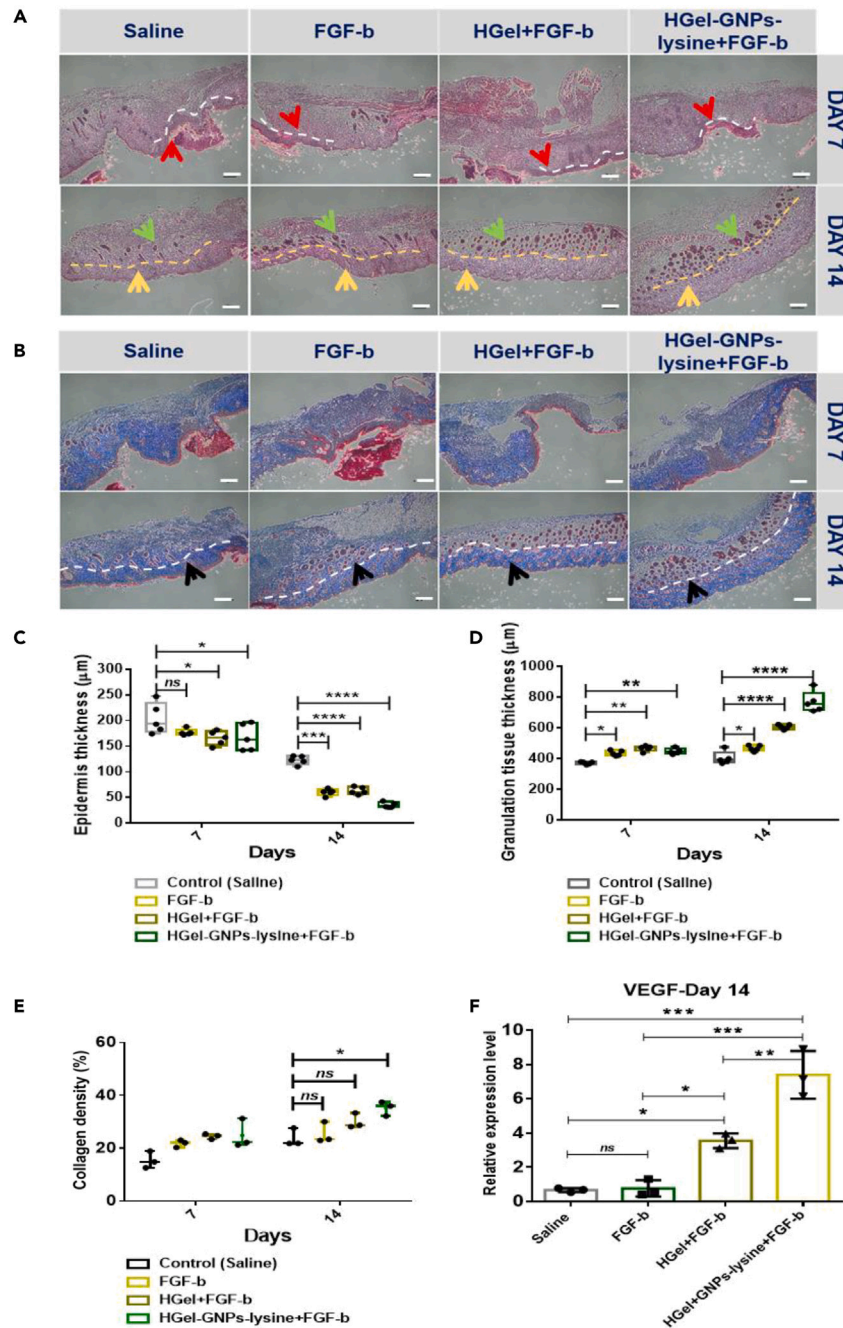 A
Saline
FGF-b
HGel+FGF-b
HGel-GNPs-
lysine+FGF-b
DAY 7
DAY 14
B
Saline
FGF-b
HGel+FGF-b
HGel-GNPs-
lysine+FGF-b
DAY 7
DAY 14
C
Epidermis thickness (µm)
300
250
200
150
100
50
0
*
*
ns
****
****
***
7
14
Days
Control (Saline)
FGF-b
HGel+FGF-b
HGel-GNPs-lysine+FGF-b
D
Granulation tissue thickness (µm)
1000
800
600
400
200
0
**
**
*
****
****
*
7
14
Days
Control (Saline)
FGF-b
HGel+FGF-b
HGel-GNPs-lysine+FGF-b
E
Collagen density (%)
60
40
20
0
*
ns
ns
7
14
Days
Control (Saline)
FGF-b
HGel+FGF-b
HGel-GNPs-lysine+FGF-b
F
VEGF-Day 14
Relative expression level
10
8
6
4
2
0
***
***
**
*
*
ns
Saline
FGF-b
HGel+FGF-b
HGel+GNPs-lysine+FGF-b